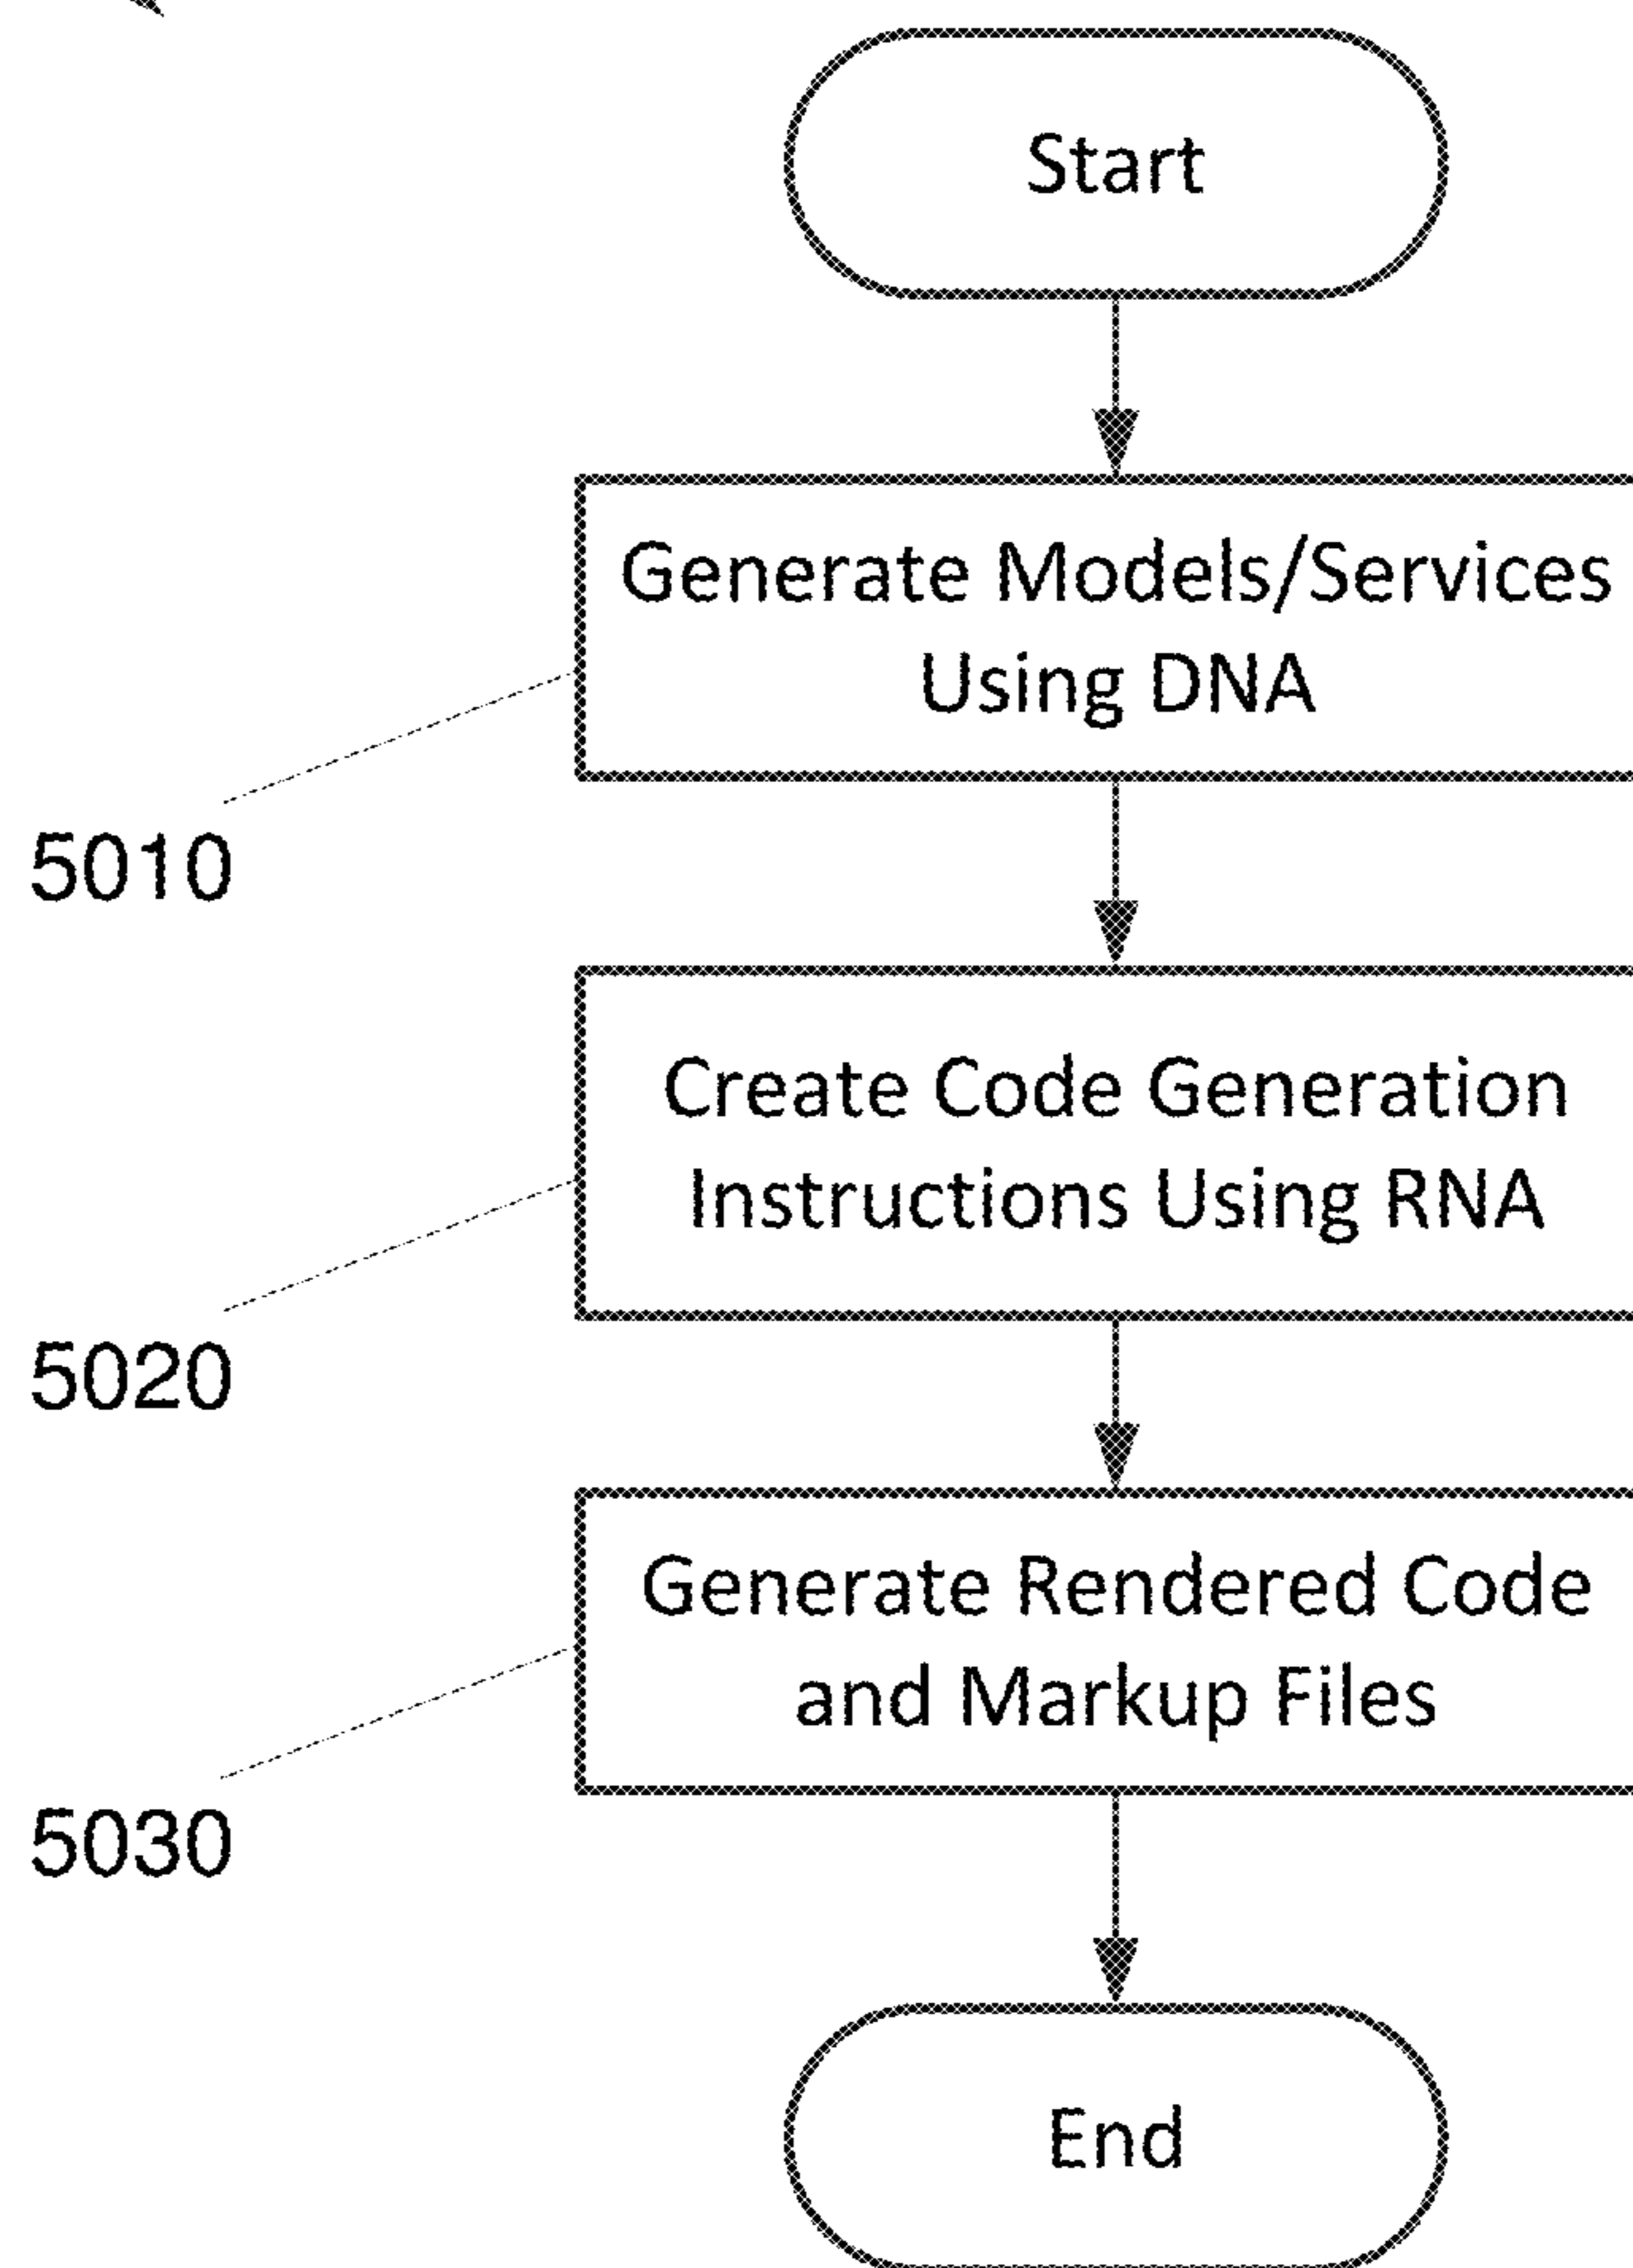 Start
Generate Models/Services
Using DNA
5010
Create Code Generation
Instructions Using RNA
5020
Generate Rendered Code
and Markup Files
5030
End